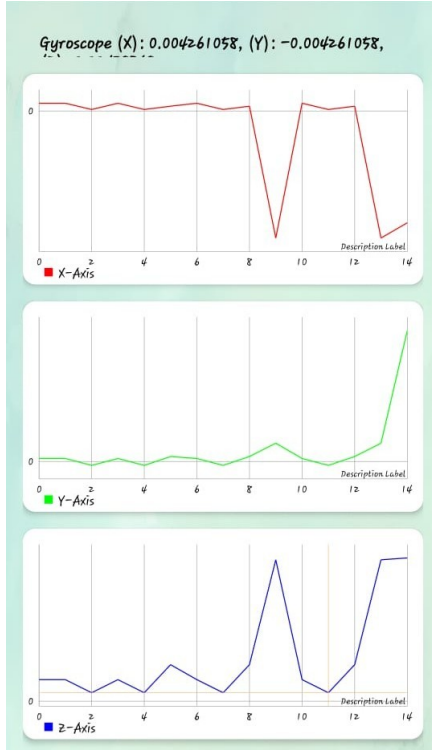 Gyroscope (X): 0.004261058, (Y): -0.004261058,
0
Description Label
0 2 4 6 8 10 12 14
X-Axis
0
Description Label
0 2 4 6 8 10 12 14
Y-Axis
0
Description Label
0 2 4 6 8 10 12 14
Z-Axis